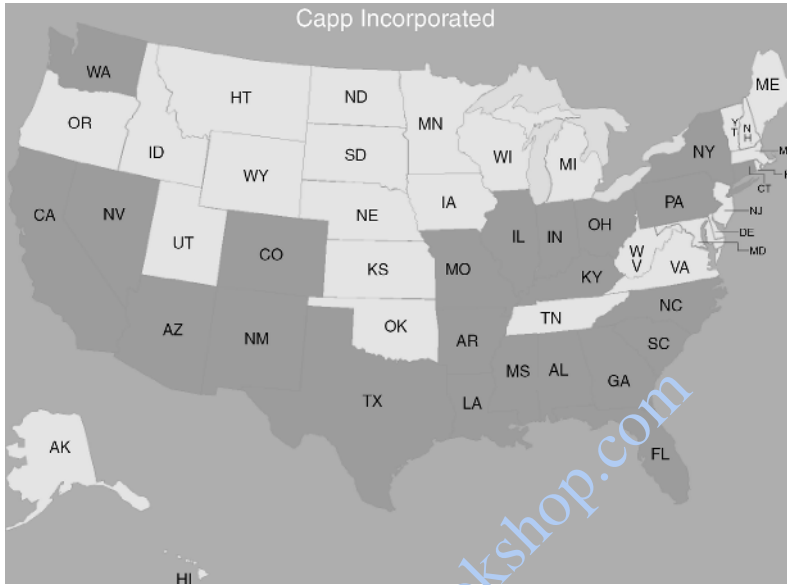 Capp Incorporated
WA
HT
ND
MN
ME
OR
ID
SD
WI
MI
Y
T
N
H
NY
M
WY
CT
CA
NV
NE
IA
PA
NJ
UT
CO
IL
IN
OH
DE
KS
MO
W
V
VA
MD
KY
AZ
NM
OK
AR
TN
NC
SC
TX
LA
MS
AL
GA
AK
FL
HI
kshop.com